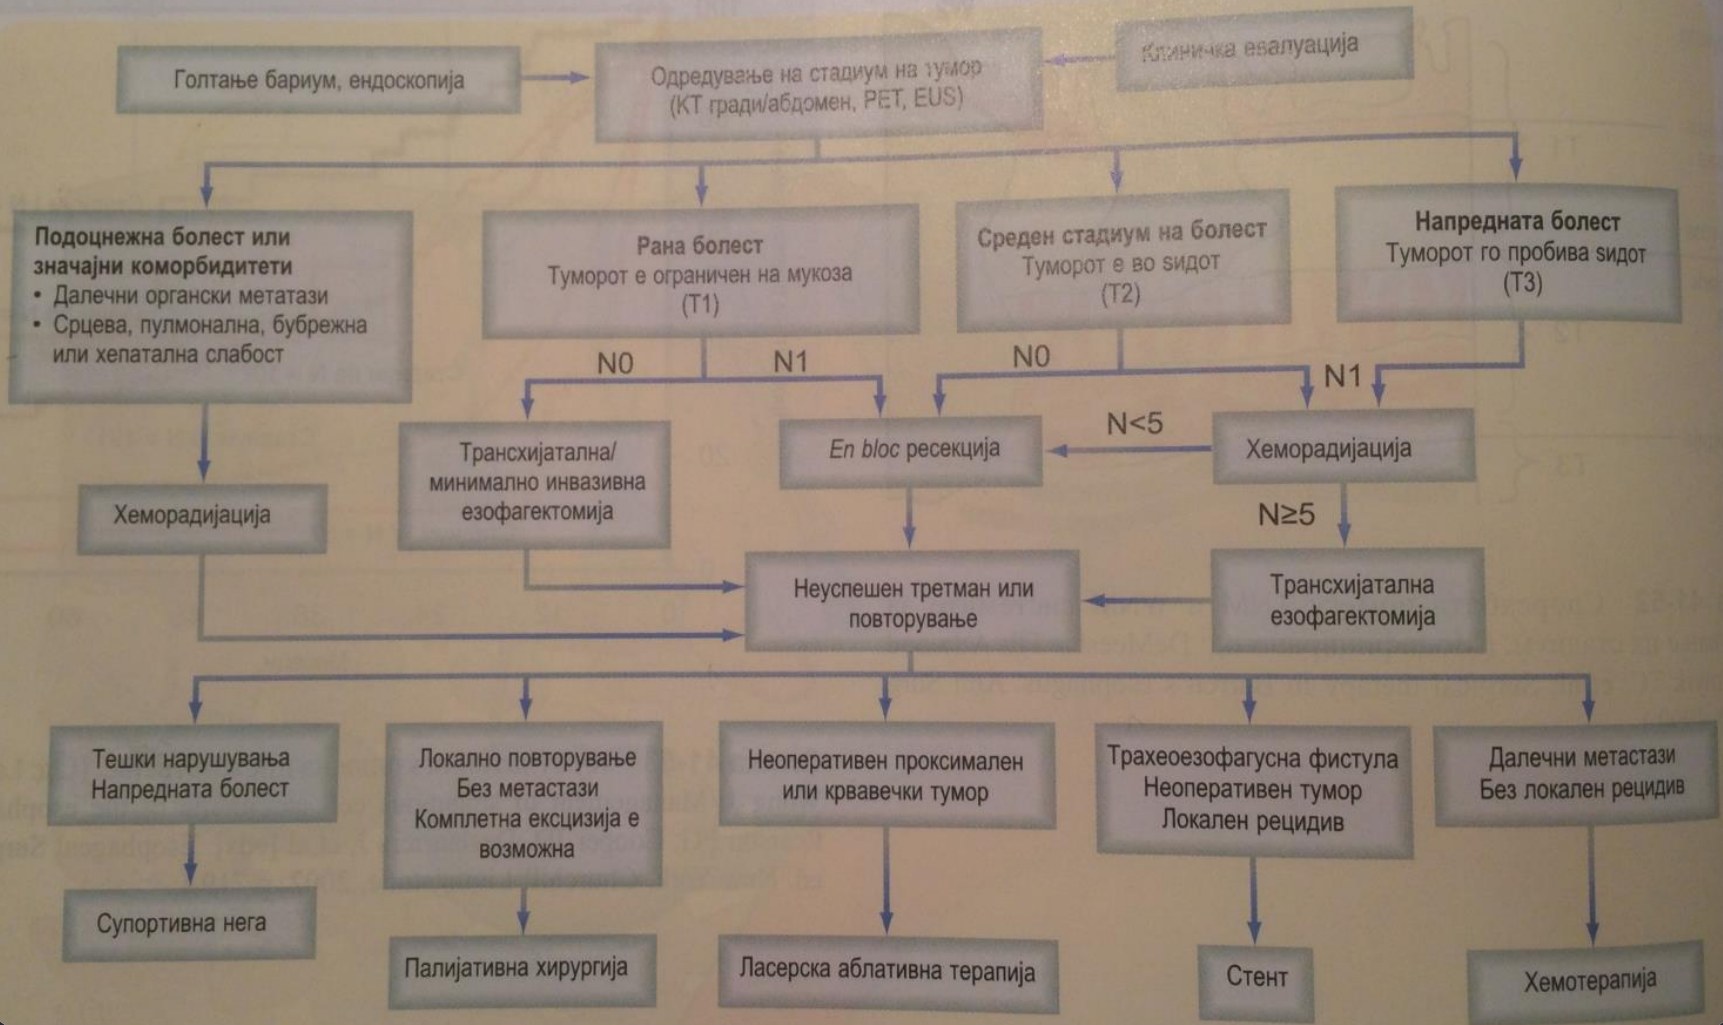 Голтање бариум, ендоскопија
Одредување на стадиум на тумор
(КТ гради/абдомен, PET, EUS)
Клиничка евалуација
Подоцнежна болест или
значајни коморбидитети
• Далечни органски метатази
• Срцева, пулмонална, бубрежна
или хепатална слабост
Рана болест
Туморот е ограничен на мукоза
(Т1)
Среден стадиум на болест
Туморот е во ѕидот
(Т2)
Напредната болест
Туморот го пробива ѕидот
(Т3)
N0
N1
N0
N1
Трансхијатална/
минимално инвазивна
езофагектомија
En bloc ресекција
N<5
Хеморадијација
Хеморадијација
N≥5
Неуспешен третман или
повторување
Трансхијатална
езофагектомија
Тешки нарушувања
Напредната болест
Локално повторување
Без метастази
Комплетна ексцизија е
возможна
Неоперативен проксимален
или крвавечки тумор
Трахеоезофагусна фистула
Неоперативен тумор
Локален рецидив
Далечни метастази
Без локален рецидив
Супортивна нега
Палијативна хирургија
Ласерска аблативна терапија
Стент
Хемотерапија